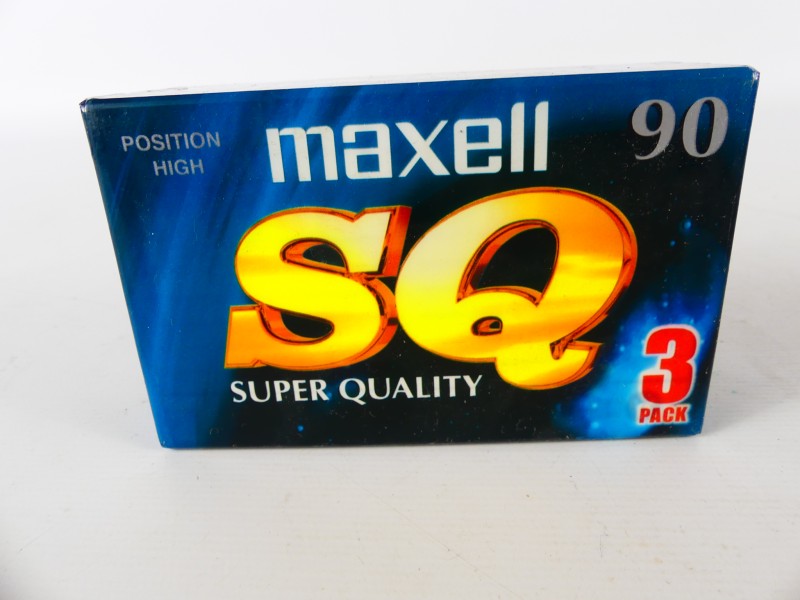 POSITION
HIGH
maxell
90
SQ
SUPER QUALITY
3
PACK